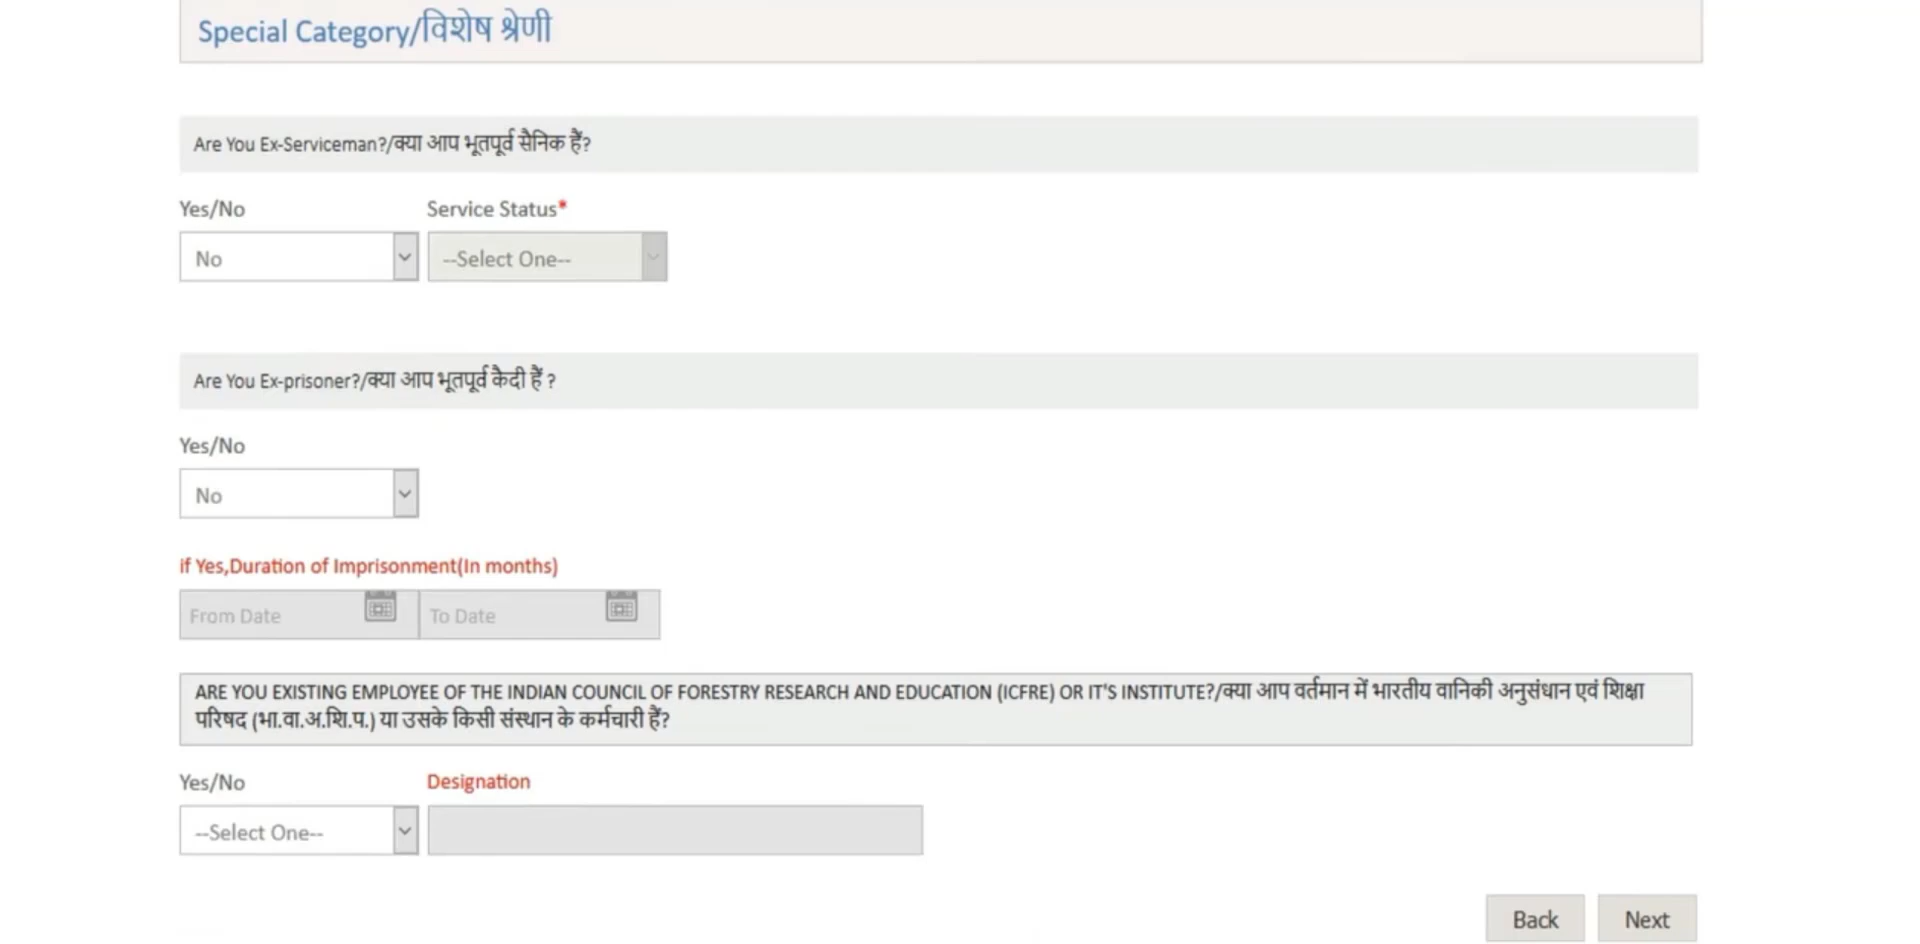 Special Category/विशेष श्रेणी
Are You Ex-Serviceman?/क्या आप भूतपूर्व सैनिक हैं?
Yes/No Service Status*
No --Select One--
Are You Ex-prisoner?/क्या आप भूतपूर्व कैदी हैं ?
Yes/No
No
if Yes,Duration of Imprisonment(In months)
From Date To Date
ARE YOU EXISTING EMPLOYEE OF THE INDIAN COUNCIL OF FORESTRY RESEARCH AND EDUCATION (ICFRE) OR IT'S INSTITUTE?/क्या आप वर्तमान में भारतीय वानिकी अनुसंधान एवं शिक्षा
परिषद (भा.वा.अ.शि.प.) या उसके किसी संस्थान के कर्मचारी हैं?
Yes/No Designation
--Select One--
Back Next